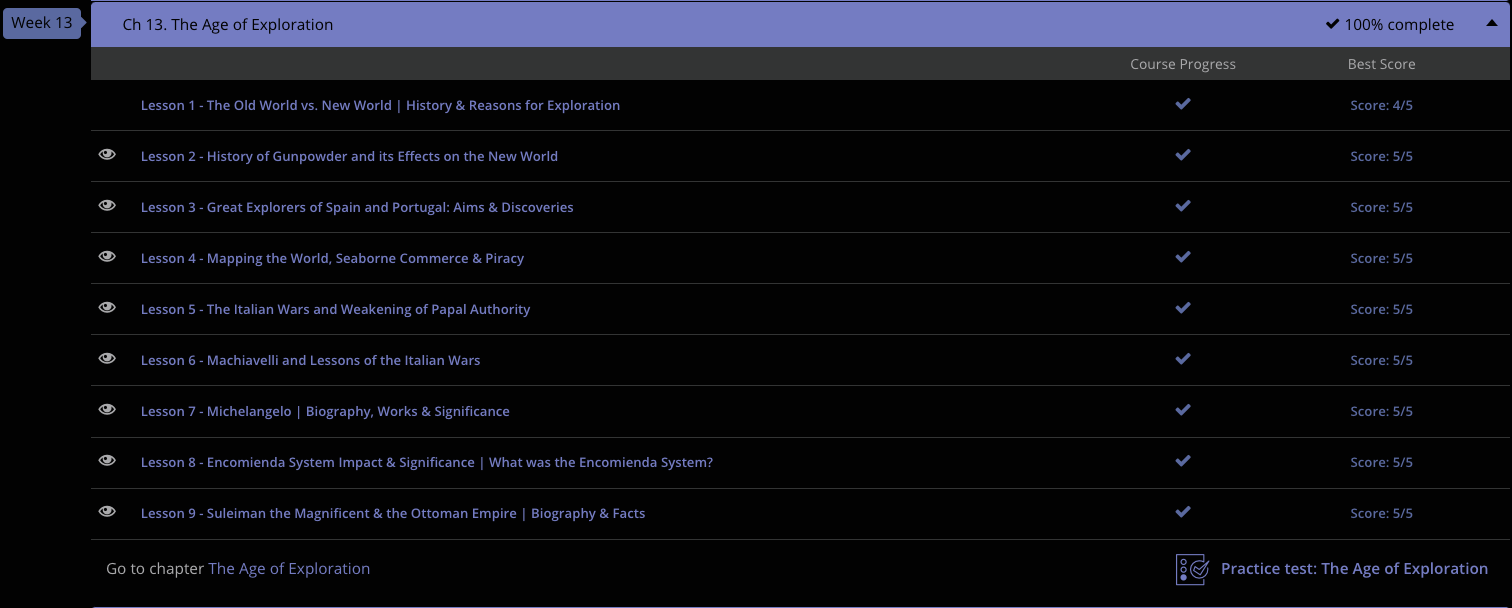 Week 13
Ch 13. The Age of Exploration
100% complete
Course Progress Best Score
Lesson 1 - The Old World vs. New World | History & Reasons for Exploration Score: 4/5
Lesson 2 - History of Gunpowder and its Effects on the New World Score: 5/5
Lesson 3 - Great Explorers of Spain and Portugal: Aims & Discoveries Score: 5/5
Lesson 4 - Mapping the World, Seaborne Commerce & Piracy Score: 5/5
Lesson 5 - The Italian Wars and Weakening of Papal Authority Score: 5/5
Lesson 6 - Machiavelli and Lessons of the Italian Wars Score: 5/5
Lesson 7 - Michelangelo | Biography, Works & Significance Score: 5/5
Lesson 8 - Encomienda System Impact & Significance | What was the Encomienda System? Score: 5/5
Lesson 9 - Suleiman the Magnificent & the Ottoman Empire | Biography & Facts Score: 5/5
Go to chapter The Age of Exploration
Practice test: The Age of Exploration